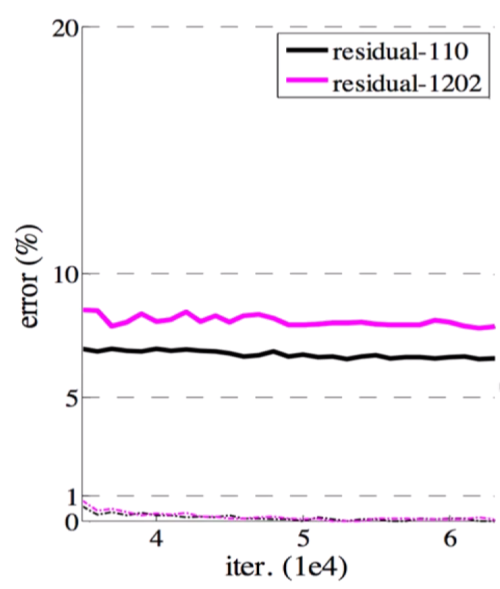 20
residual-110
residual-1202
10
5
1
0
error (%)
4 5 6
iter. (1e4)